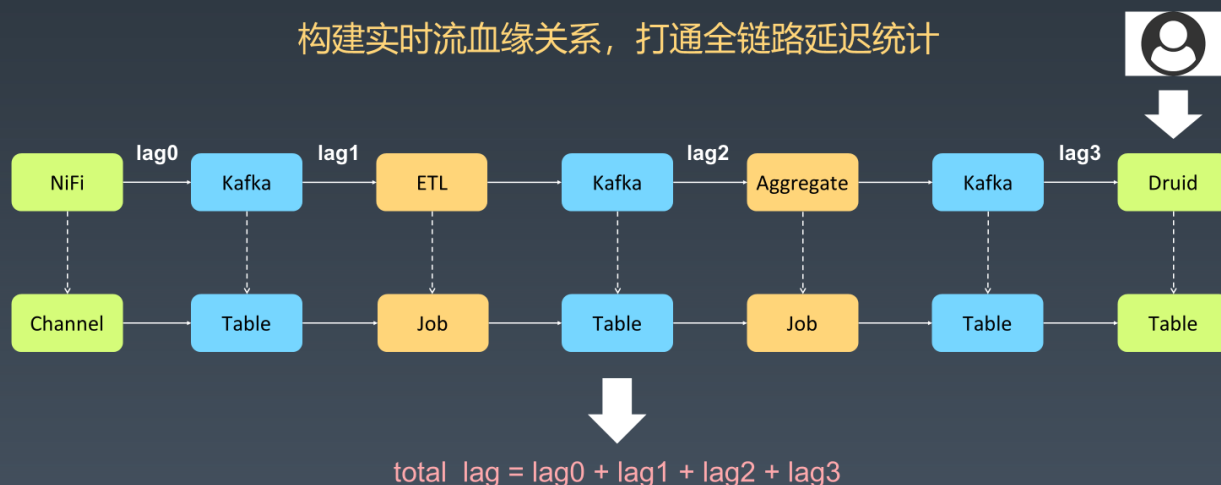 构建实时流血缘关系，打通全链路延迟统计
lag0 lag1 lag2 lag3
NiFi Kafka ETL Kafka Aggregate Kafka Druid
Channel Table Job Table Job Table Table
total lag = lag0 + lag1 + lag2 + lag3